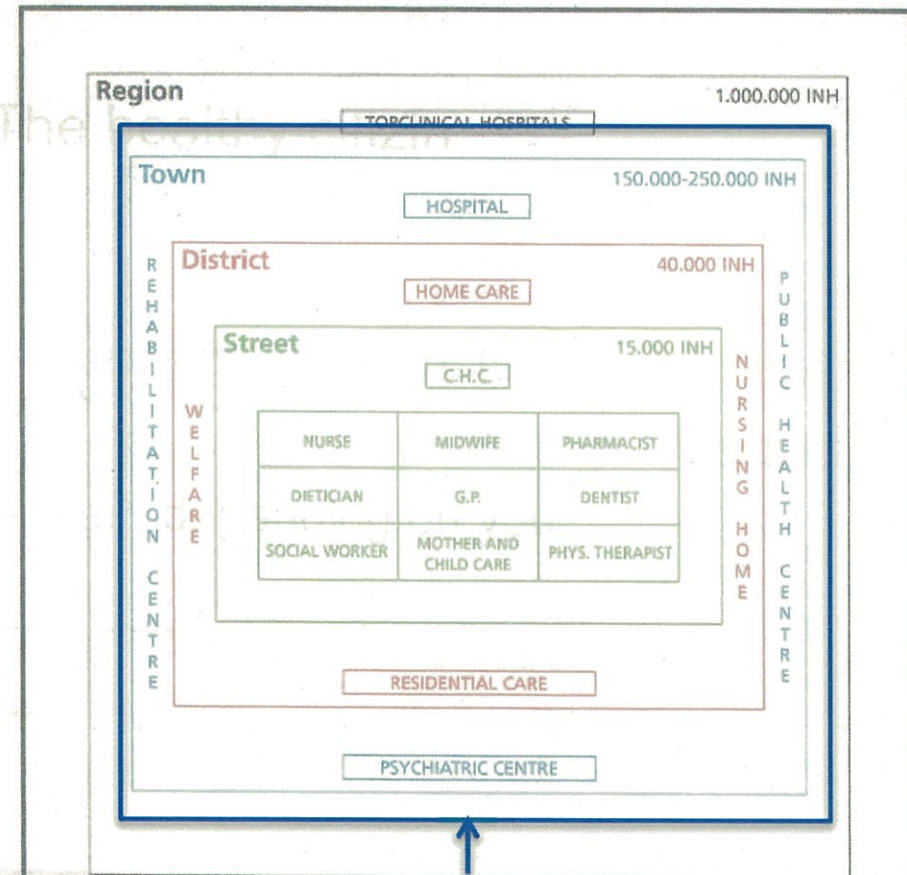 Region
1.000.000 INH
TOPCLINICAL HOSPITALS
Town
150.000-250.000 INH
HOSPITAL
REHABILITATION CENTRE
PUBLIC HEALTH CENTRE
District
40.000 INH
HOME CARE
WELFARE
NURSING HOME
Street
15.000 INH
C.H.C.
NURSE
MIDWIFE
PHARMACIST
DIETICIAN
G.P.
DENTIST
SOCIAL WORKER
MOTHER AND
CHILD CARE
PHYS. THERAPIST
RESIDENTIAL CARE
PSYCHIATRIC CENTRE